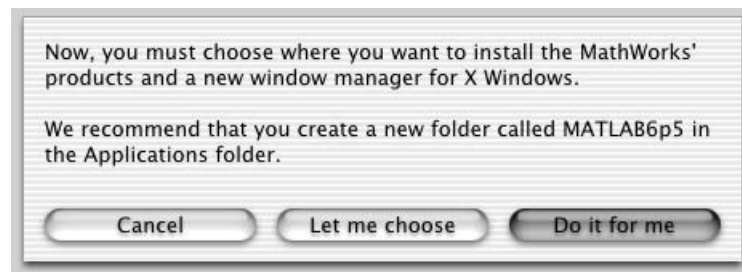 Now, you must choose where you want to install the MathWorks'
products and a new window manager for X Windows.
We recommend that you create a new folder called MATLAB6p5 in
the Applications folder.
Cancel Let me choose Do it for me